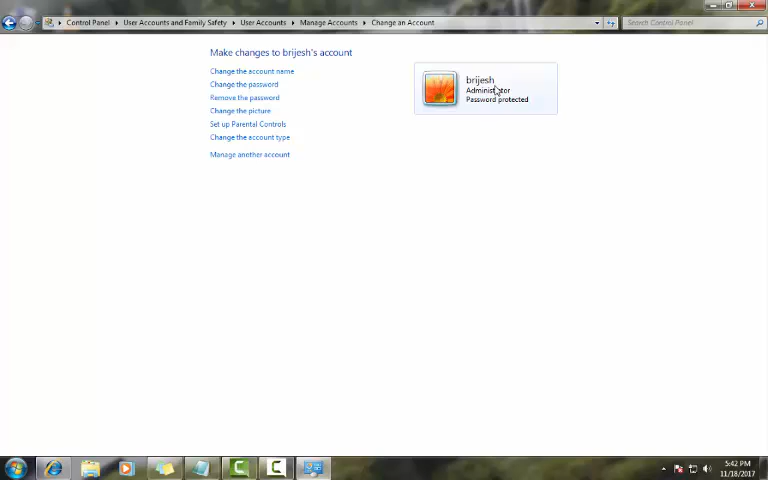 Control Panel ▸ User Accounts and Family Safety ▸ User Accounts ▸ Manage Accounts ▸ Change an Account
Search Control Panel
Make changes to brijesh's account
Change the account name
Change the password
Remove the password
Change the picture
Set up Parental Controls
Change the account type
Manage another account
brijesh
Administrator
Password protected
5:42 PM
11/18/2017